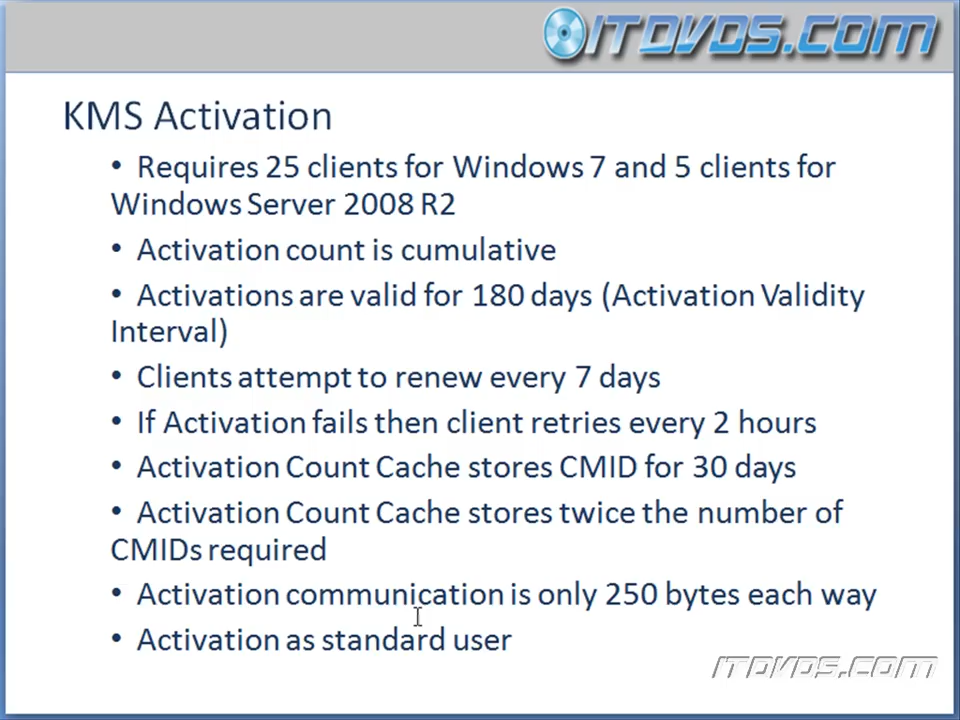 ITDVDS.COM
KMS Activation
• Requires 25 clients for Windows 7 and 5 clients for
Windows Server 2008 R2
• Activation count is cumulative
• Activations are valid for 180 days (Activation Validity
Interval)
• Clients attempt to renew every 7 days
• If Activation fails then client retries every 2 hours
• Activation Count Cache stores CMID for 30 days
• Activation Count Cache stores twice the number of
CMIDs required
• Activation communication is only 250 bytes each way
• Activation as standard user
ITDVDS.COM